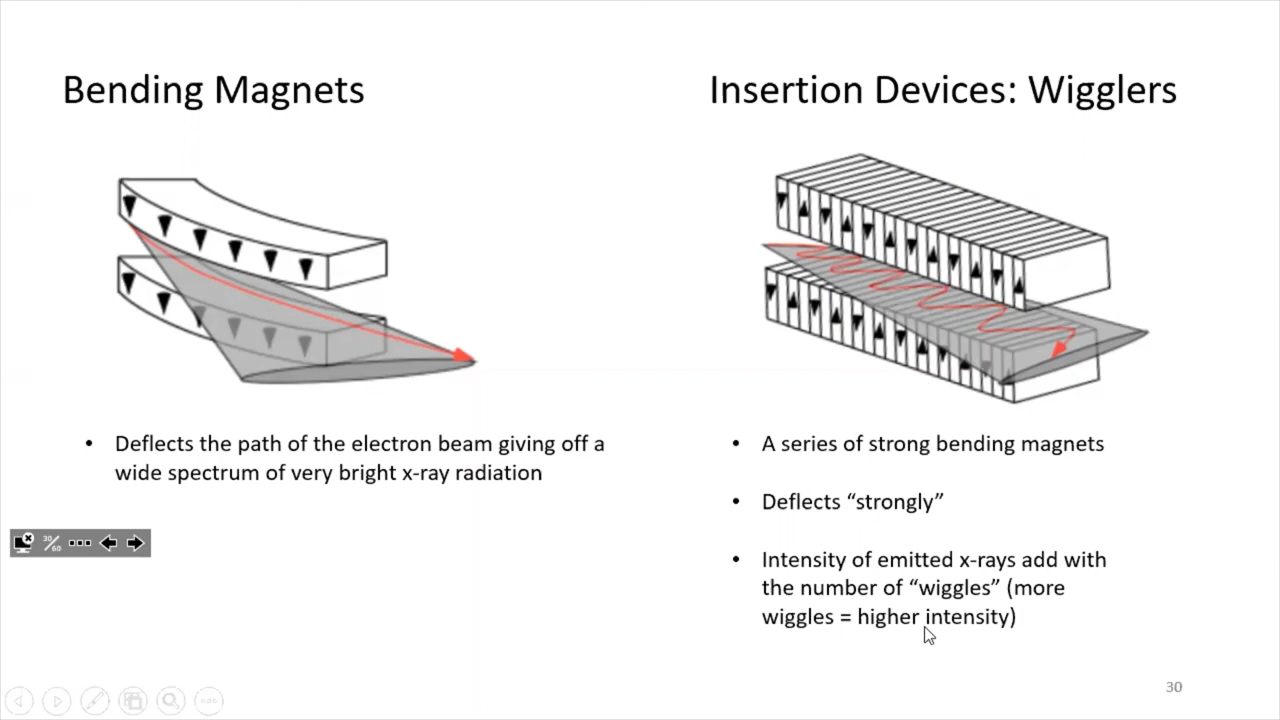 Bending Magnets
Insertion Devices: Wigglers
• Deflects the path of the electron beam giving off a
wide spectrum of very bright x-ray radiation
• A series of strong bending magnets
• Deflects “strongly”
• Intensity of emitted x-rays add with
the number of “wiggles” (more
wiggles = higher intensity)
30/60
30